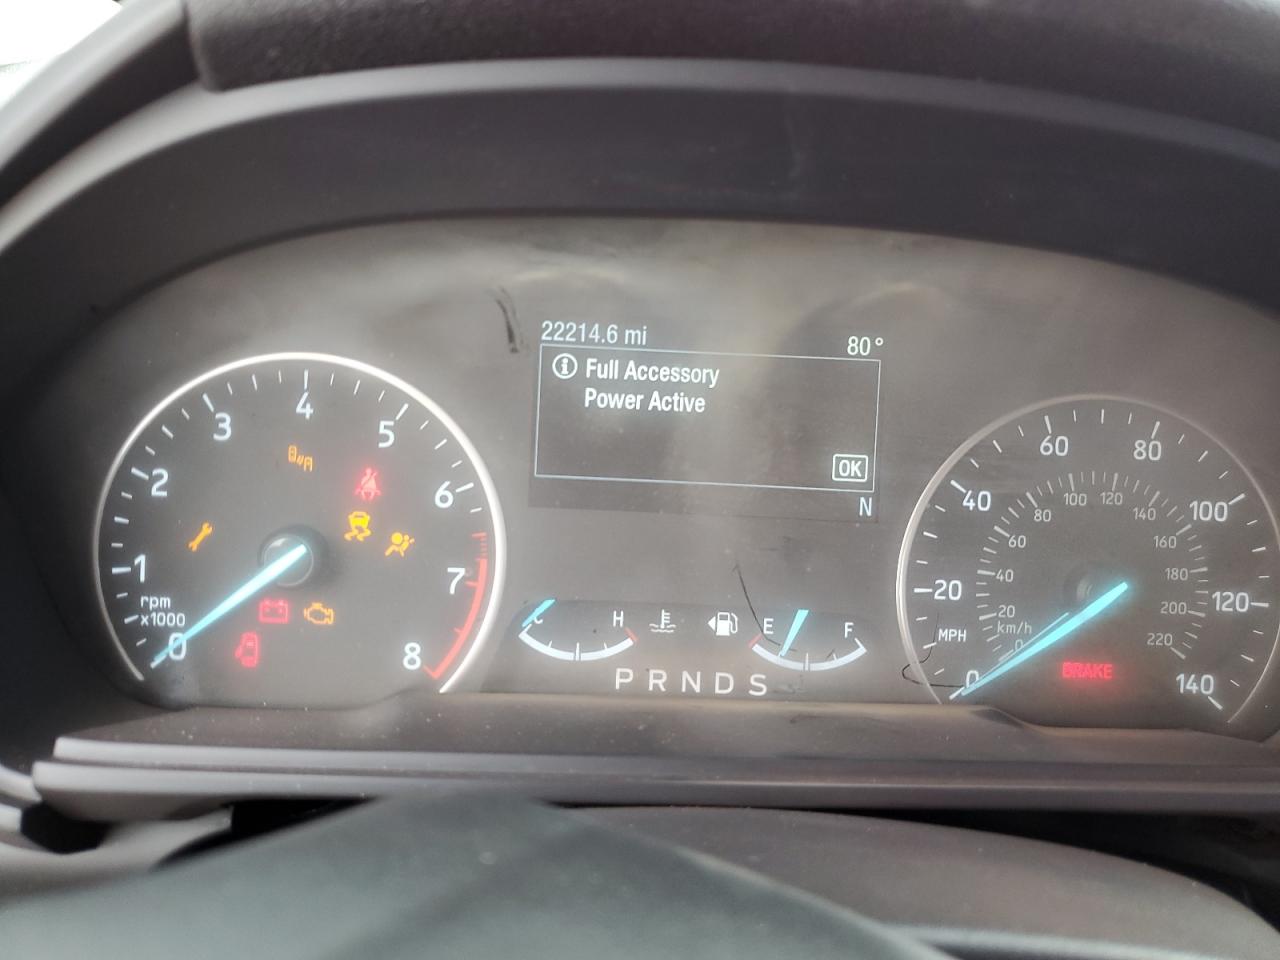 22214.6 mi 80°
Full Accessory
Power Active
OK
N
0 1 2 3 4 5 6 7 8
rpm
x1000
C H
E F
P R N D S
0 20 40 60 80 100 120 140
MPH
0 20 40 60 80 100 120 140 160 180 200 220
km/h
BRAKE